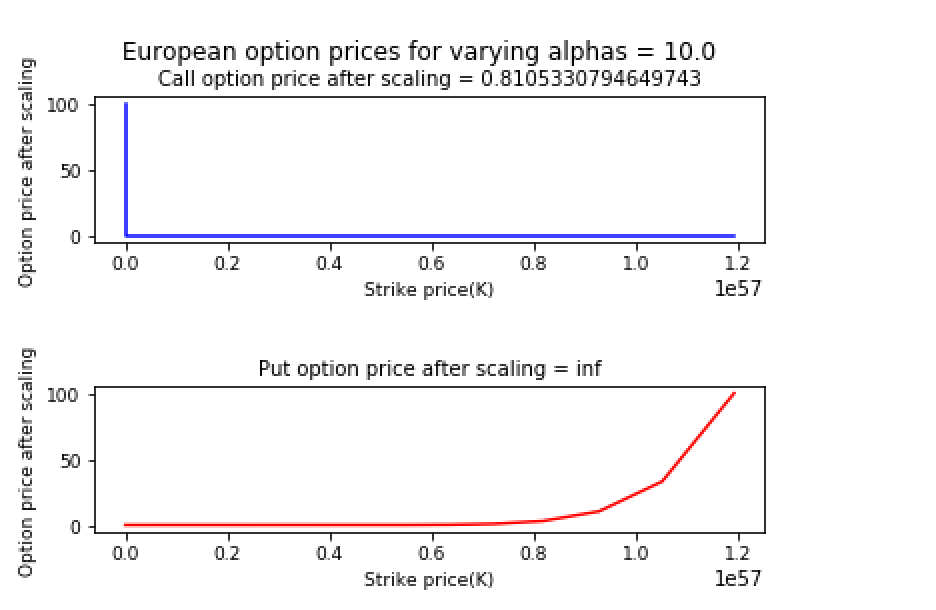 European option prices for varying alphas = 10.0
Call option price after scaling = 0.8105330794649743
Option price after scaling
100
50
0
0.0 0.2 0.4 0.6 0.8 1.0 1.2
Strike price(K)
1e57
Put option price after scaling = inf
Option price after scaling
100
50
0
0.0 0.2 0.4 0.6 0.8 1.0 1.2
Strike price(K)
1e57